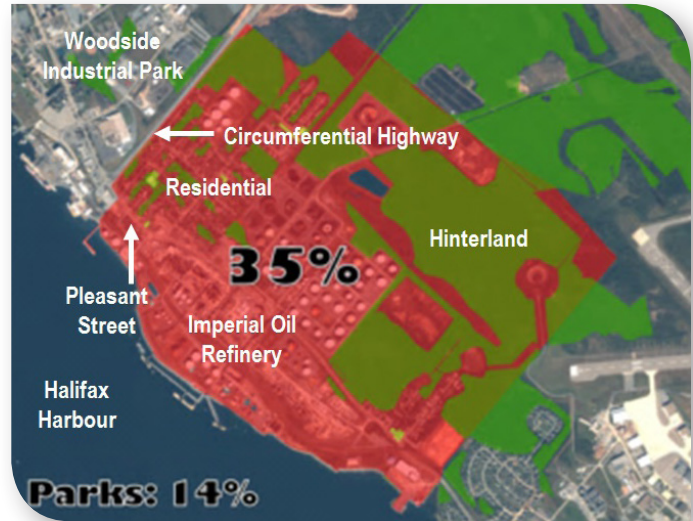 Woodside
Industrial Park
Circumferential Highway
Residential
Hinterland
35%
Pleasant
Street
Imperial Oil
Refinery
Halifax
Harbour
Parks: 14%